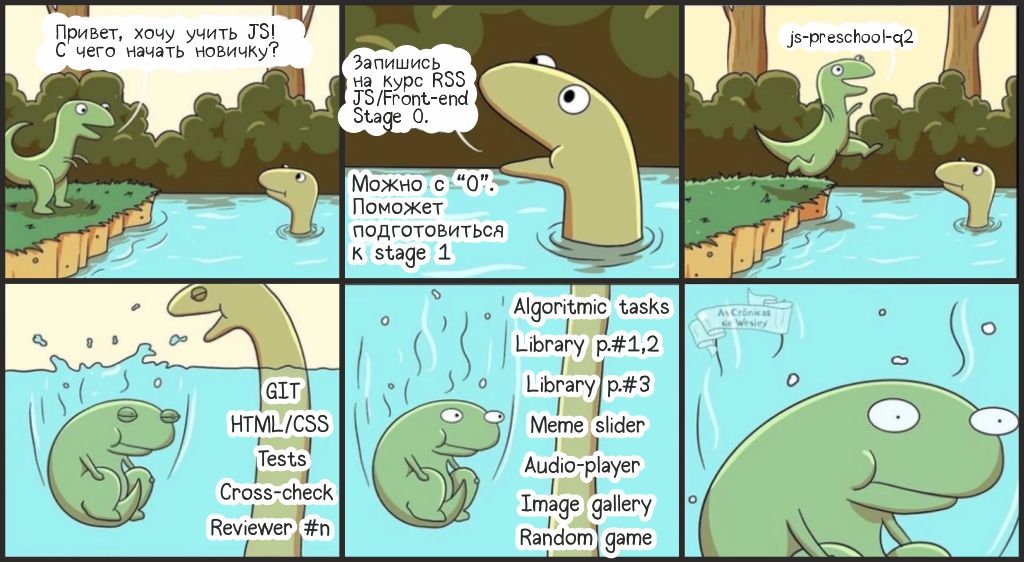 Привет, хочу учить JS!
С чего начать новичку?
Запишись
на курс RSS
JS/Front-end
Stage 0.
Можно с “0”.
Поможет
подготовиться
к stage 1
js-preschool-q2
GIT
HTML/CSS
Tests
Cross-check
Reviewer #n
Algoritmic tasks
Library p.#1,2
Library p.#3
Meme slider
Audio-player
Image gallery
Random game
As Crônicas
de Wesley